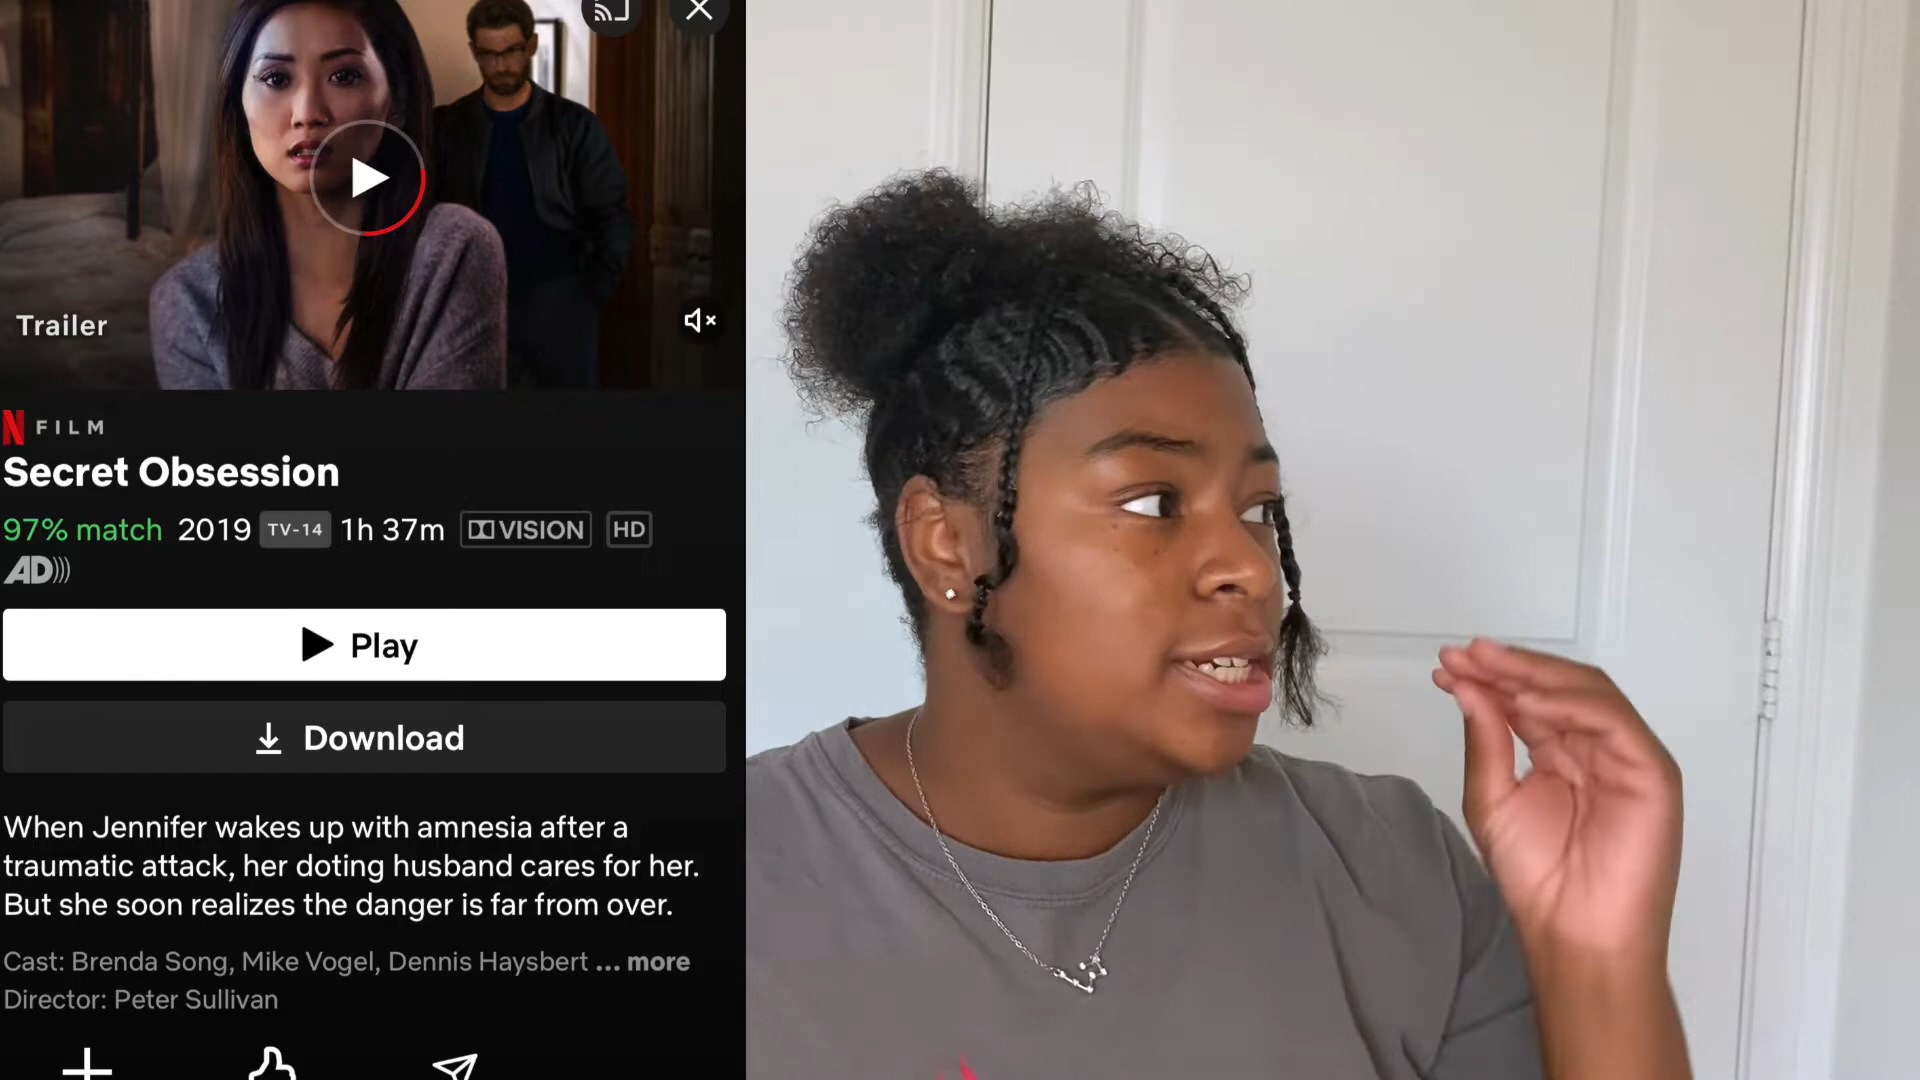 Trailer
N FILM
Secret Obsession
97% match 2019 TV-14 1h 37m VISION HD
AD)))
Play
Download
When Jennifer wakes up with amnesia after a
traumatic attack, her doting husband cares for her.
But she soon realizes the danger is far from over.
Cast: Brenda Song, Mike Vogel, Dennis Haysbert ... more
Director: Peter Sullivan